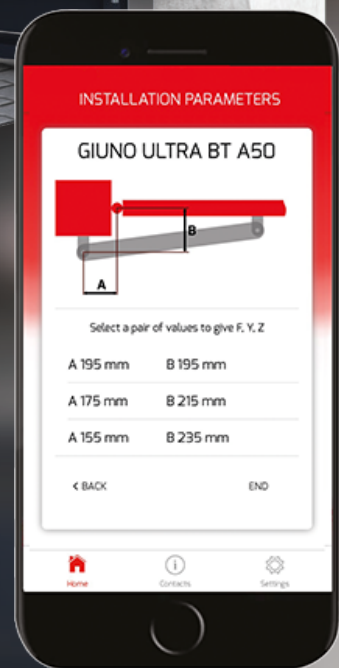 INSTALLATION PARAMETERS
GIUNO ULTRA BT A50
B
A
Select a pair of values to give F, Y, Z
A 195 mm B 195 mm
A 175 mm B 215 mm
A 155 mm B 235 mm
< BACK END
Home Contacts Settings